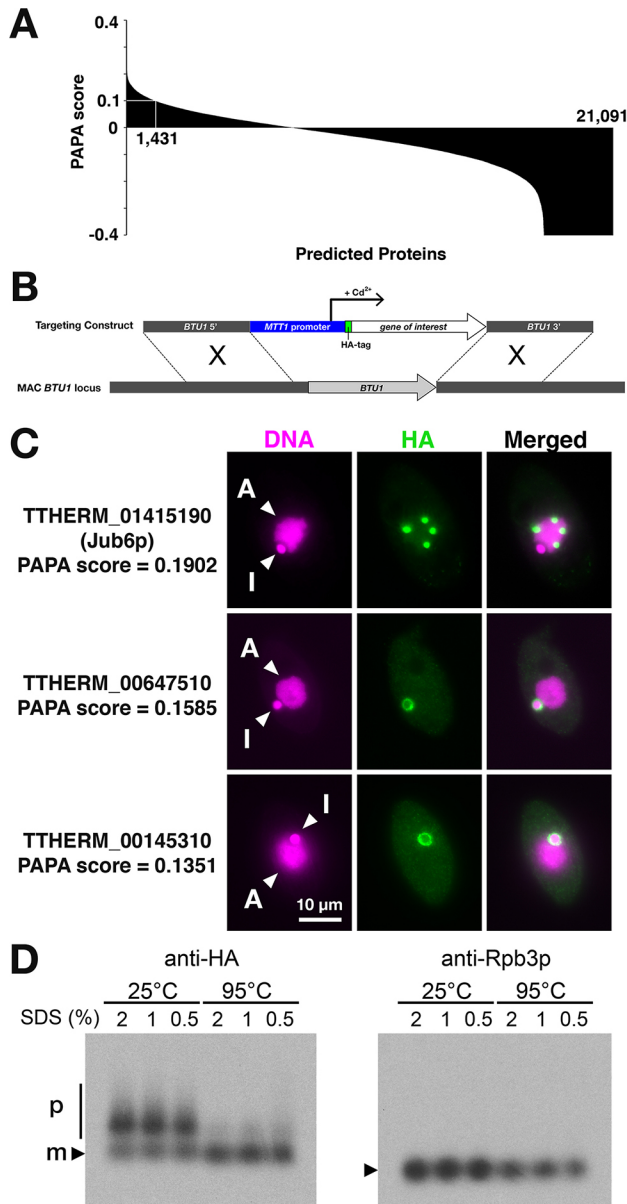 A
0.4
PAPA score
0.1
0
-0.4
1,431
21,091
Predicted Proteins
B
+ Cd2+
Targeting Construct
BTU1 5'
MTT1 promoter
gene of interest
BTU1 3'
HA-tag
X X
MAC BTU1 locus
BTU1
C
DNA HA Merged
TTHERM_01415190
(Jub6p)
PAPA score = 0.1902
A
I
TTHERM_00647510
PAPA score = 0.1585
A
I
TTHERM_00145310
PAPA score = 0.1351
I
A
10 µm
D
anti-HA anti-Rpb3p
25°C 95°C 25°C 95°C
SDS (%) 2 1 0.5 2 1 0.5 2 1 0.5 2 1 0.5
p
m